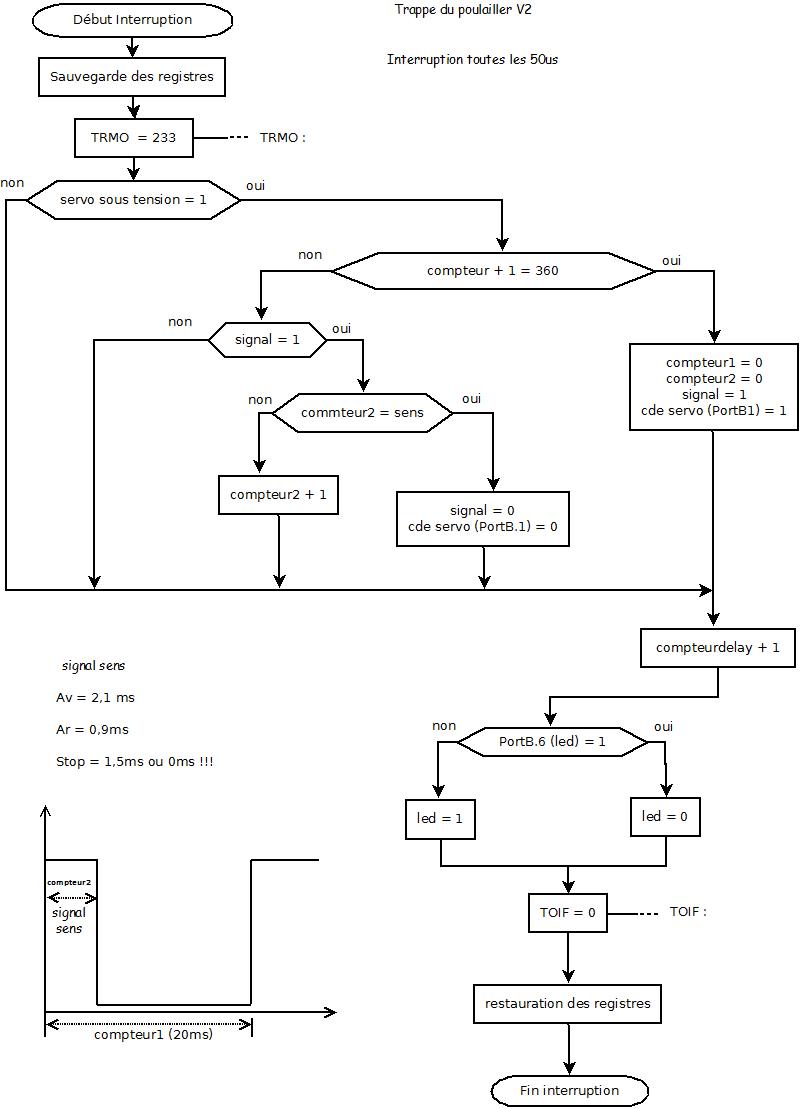 Trappe du poulailler V2
Début Interruption
Interruption toutes les 50us
Sauvegarde des registres
TRMO = 233
TRMO :
non
oui
servo sous tension = 1
non
oui
compteur + 1 = 360
non
oui
signal = 1
compteur1 = 0
compteur2 = 0
signal = 1
cde servo (PortB1) = 1
non
oui
commteur2 = sens
compteur2 + 1
signal = 0
cde servo (PortB.1) = 0
compteurdelay + 1
signal sens
Av = 2,1 ms
Ar = 0,9ms
Stop = 1,5ms ou 0ms !!!
non
oui
PortB.6 (led) = 1
led = 1
led = 0
compteur2
signal
sens
compteur1 (20ms)
TOIF = 0
TOIF :
restauration des registres
Fin interruption